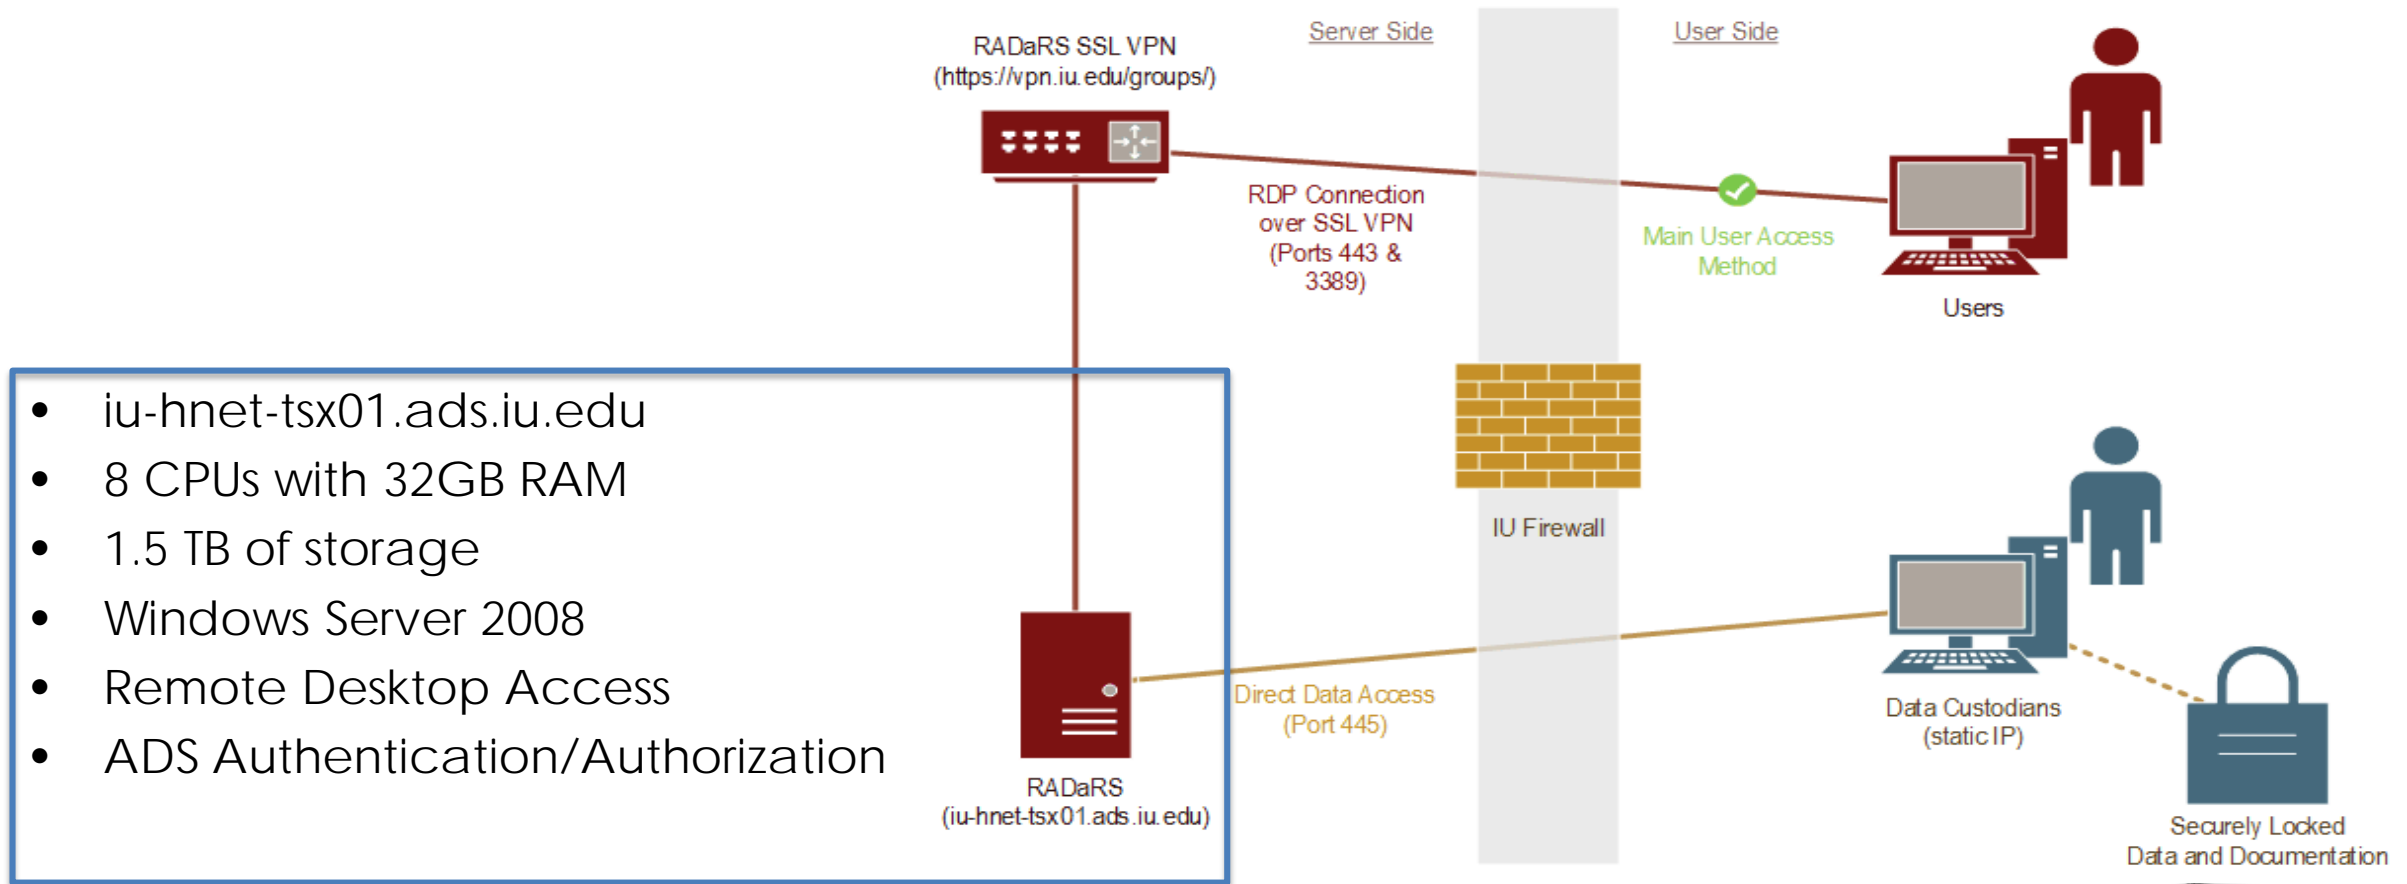 Server Side
User Side
RADaRS SSL VPN
(https://vpn.iu.edu/groups/)
RDP Connection
over SSL VPN
(Ports 443 &
3389)
Main User Access
Method
Users
• iu-hnet-tsx01.ads.iu.edu
• 8 CPUs with 32GB RAM
• 1.5 TB of storage
• Windows Server 2008
• Remote Desktop Access
• ADS Authentication/Authorization
IU Firewall
Direct Data Access
(Port 445)
Data Custodians
(static IP)
RADaRS
(iu-hnet-tsx01.ads.iu.edu)
Securely Locked
Data and Documentation